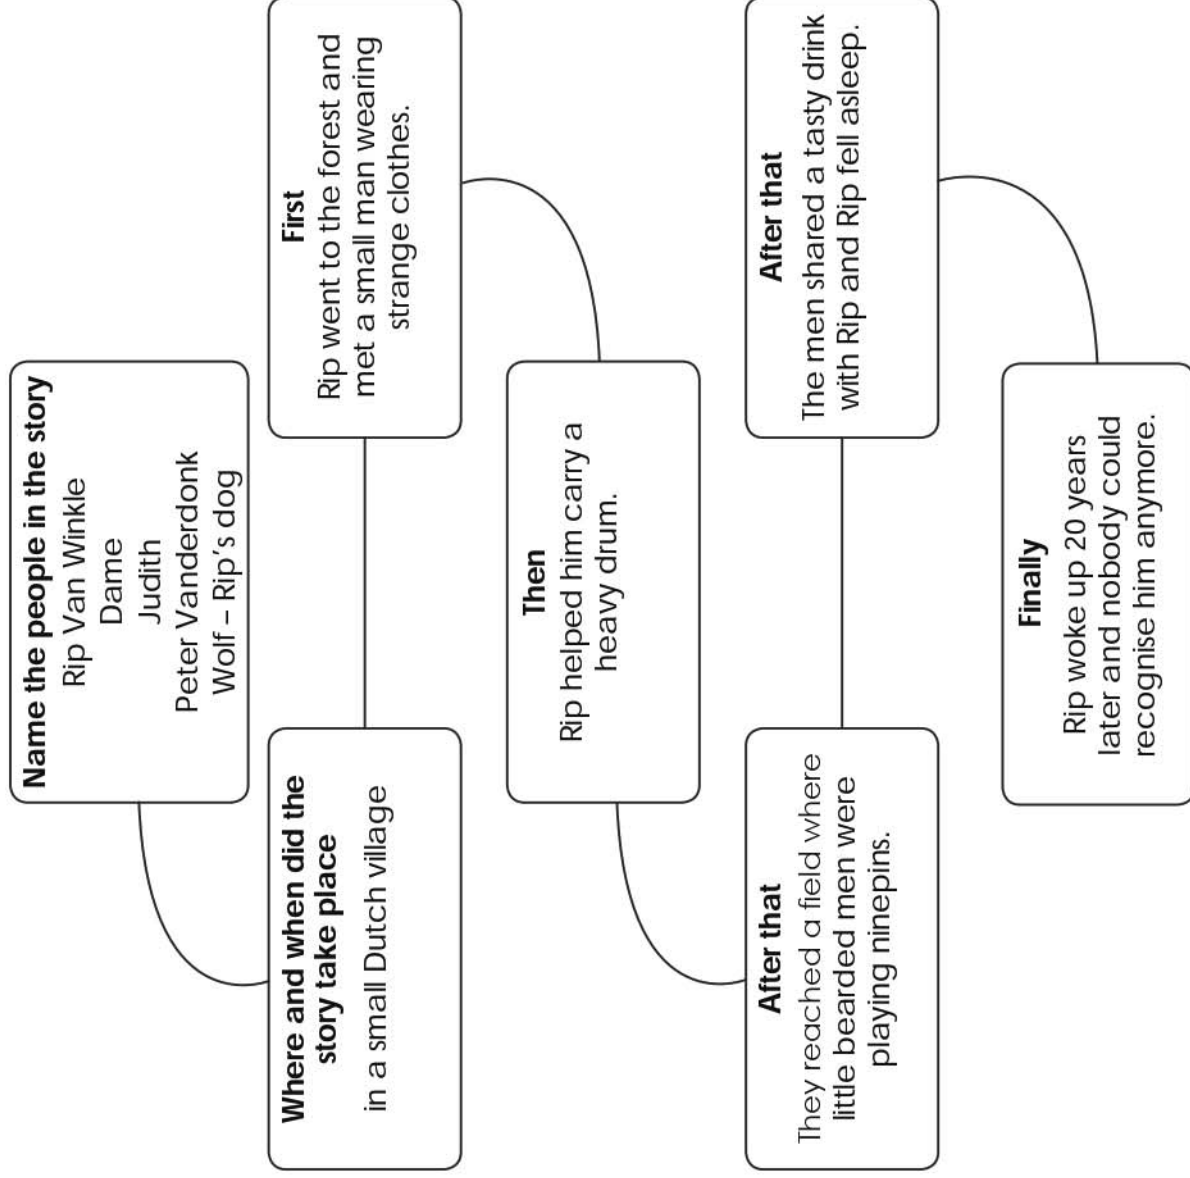 Name the people in the story
Rip Van Winkle
Dame
Judith
Peter Vanderdonk
Wolf – Rip's dog
Where and when did the
story take place
in a small Dutch village
First
Rip went to the forest and
met a small man wearing
strange clothes.
Then
Rip helped him carry a
heavy drum.
After that
They reached a field where
little bearded men were
playing ninepins.
After that
The men shared a tasty drink
with Rip and Rip fell asleep.
Finally
Rip woke up 20 years
later and nobody could
recognise him anymore.